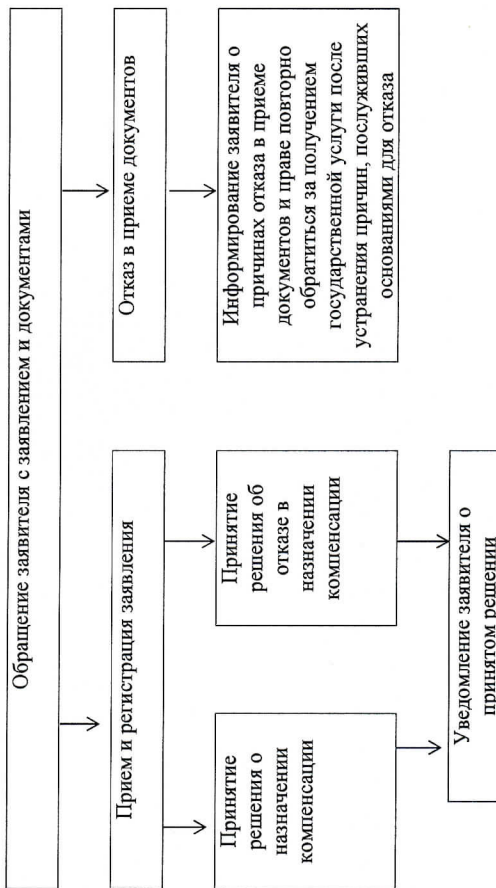 Обращение заявителя с заявлением и документами
Прием и регистрация заявления
Отказ в приеме документов
Принятие
решения о
назначении
компенсации
Принятие
решения об
отказе в
назначении
компенсации
Информирование заявителя о
причинах отказа в приеме
документов и праве повторно
обратиться за получением
государственной услуги после
устранения причин, послуживших
основаниями для отказа
Уведомление заявителя о
принятом решении